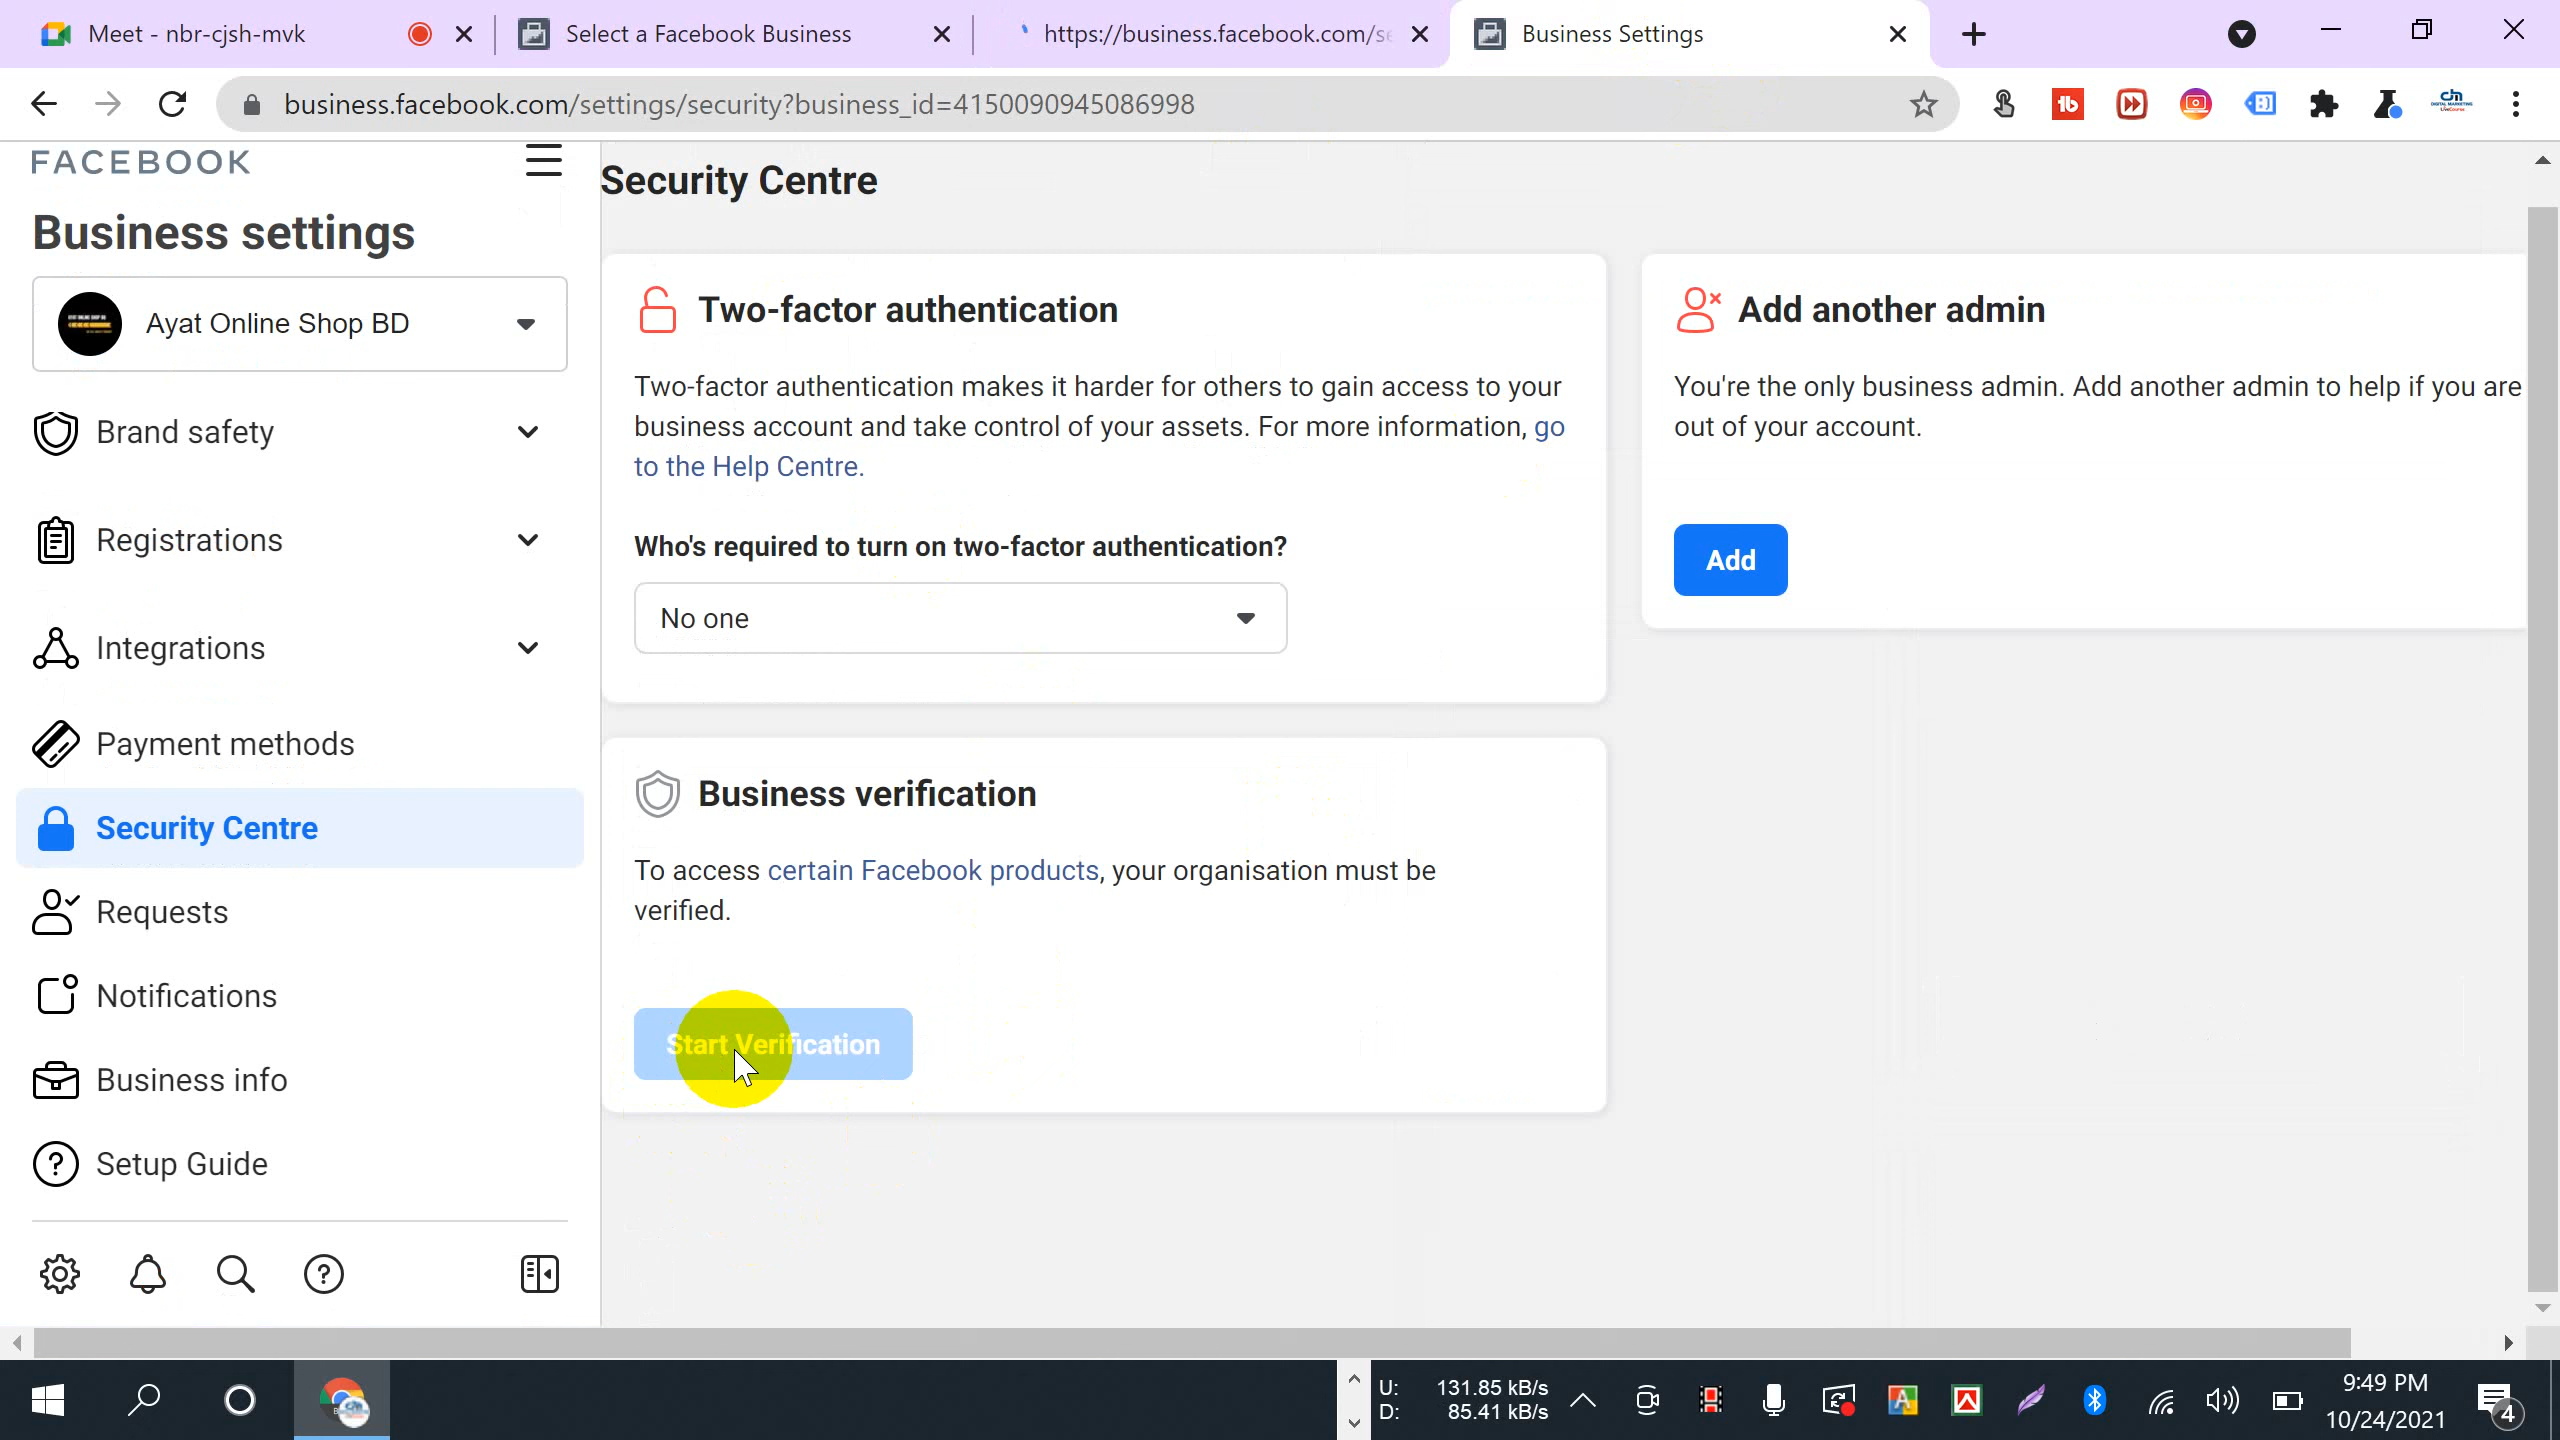 Meet - nbr-cjsh-mvk
Select a Facebook Business
https://business.facebook.com/se
Business Settings
business.facebook.com/settings/security?business_id=4150090945086998
FACEBOOK
Business settings
Ayat Online Shop BD
Brand safety
Registrations
Integrations
Payment methods
Security Centre
Requests
Notifications
Business info
Setup Guide
Security Centre
Two-factor authentication
Two-factor authentication makes it harder for others to gain access to your
business account and take control of your assets. For more information, go
to the Help Centre.
Who's required to turn on two-factor authentication?
No one
Add another admin
You're the only business admin. Add another admin to help if you are
out of your account.
Add
Business verification
To access certain Facebook products, your organisation must be
verified.
Start Verification
U: 131.85 kB/s
D: 85.41 kB/s
9:49 PM
10/24/2021
4